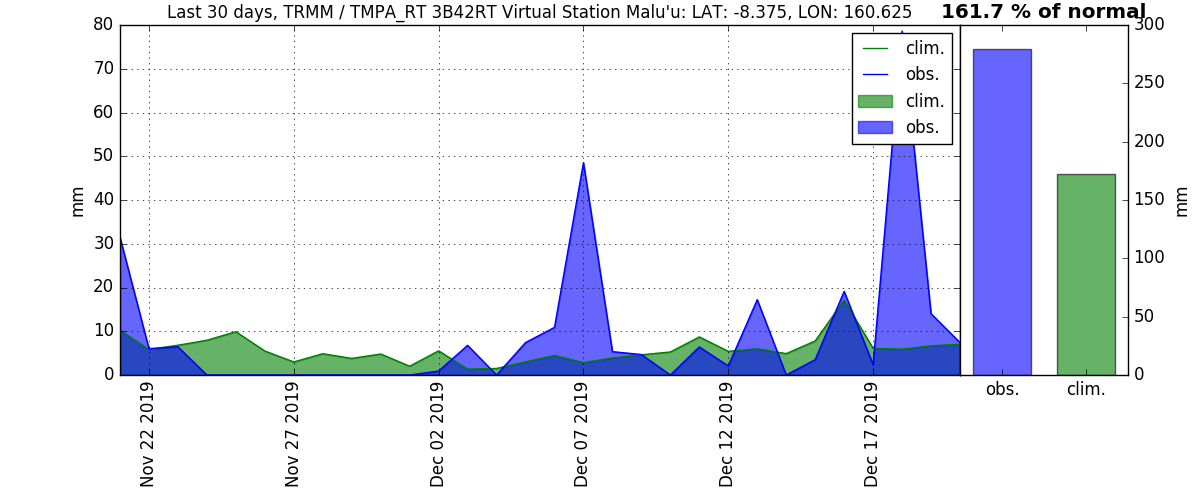 Last 30 days, TRMM / TMPA_RT 3B42RT Virtual Station Malu'u: LAT: -8.375, LON: 160.625
161.7 % of normal
80
70
60
50
40
30
20
10
0
mm
clim.
obs.
clim.
obs.
Nov 22 2019
Nov 27 2019
Dec 02 2019
Dec 07 2019
Dec 12 2019
Dec 17 2019
300
250
200
150
100
50
0
mm
obs.
clim.